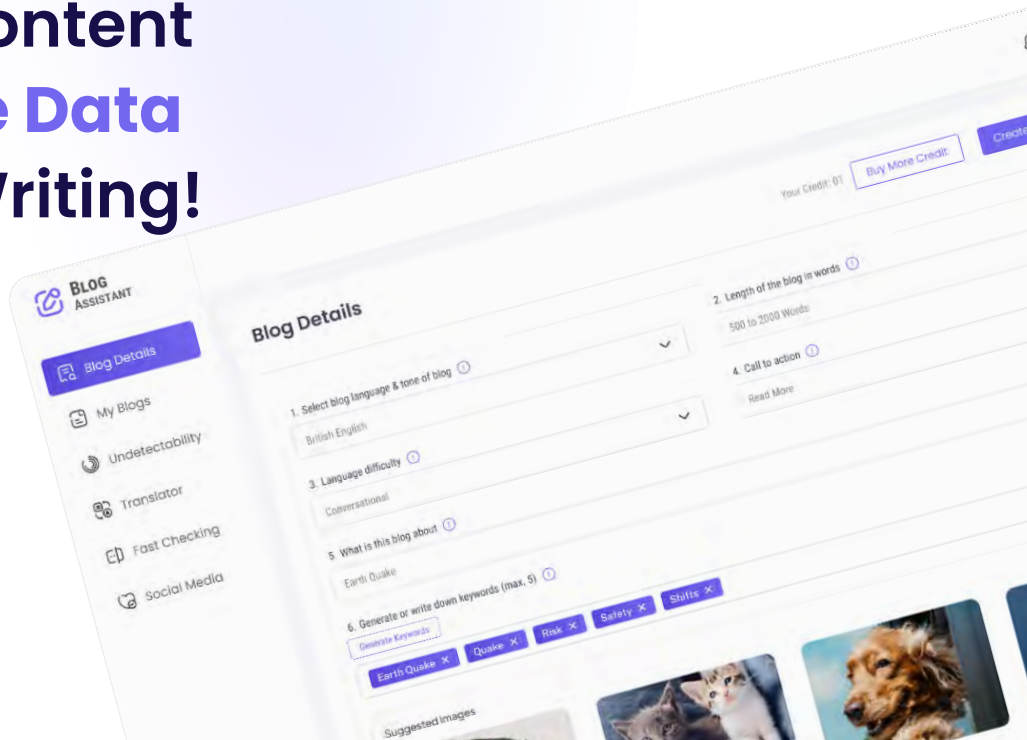 ontent
e Data
Writing!
BLOG
ASSISTANT
Your Credit: 07
Buy More Credit
Create
Blog Details
My Blogs
Undetectability
Translator
Fast Checking
Social Media
Blog Details
1. Select blog language & tone of blog
British English
2. Length of the blog in words
500 to 2000 Words
3. Language difficulty
Conversational
4. Call to action
Read More
5. What is this blog about
Earth Quake
6. Generate or write down keywords (max. 5)
Generate Keywords
Earth Quake X Quake X Risk X Safety X Shifts X
Suggested Images